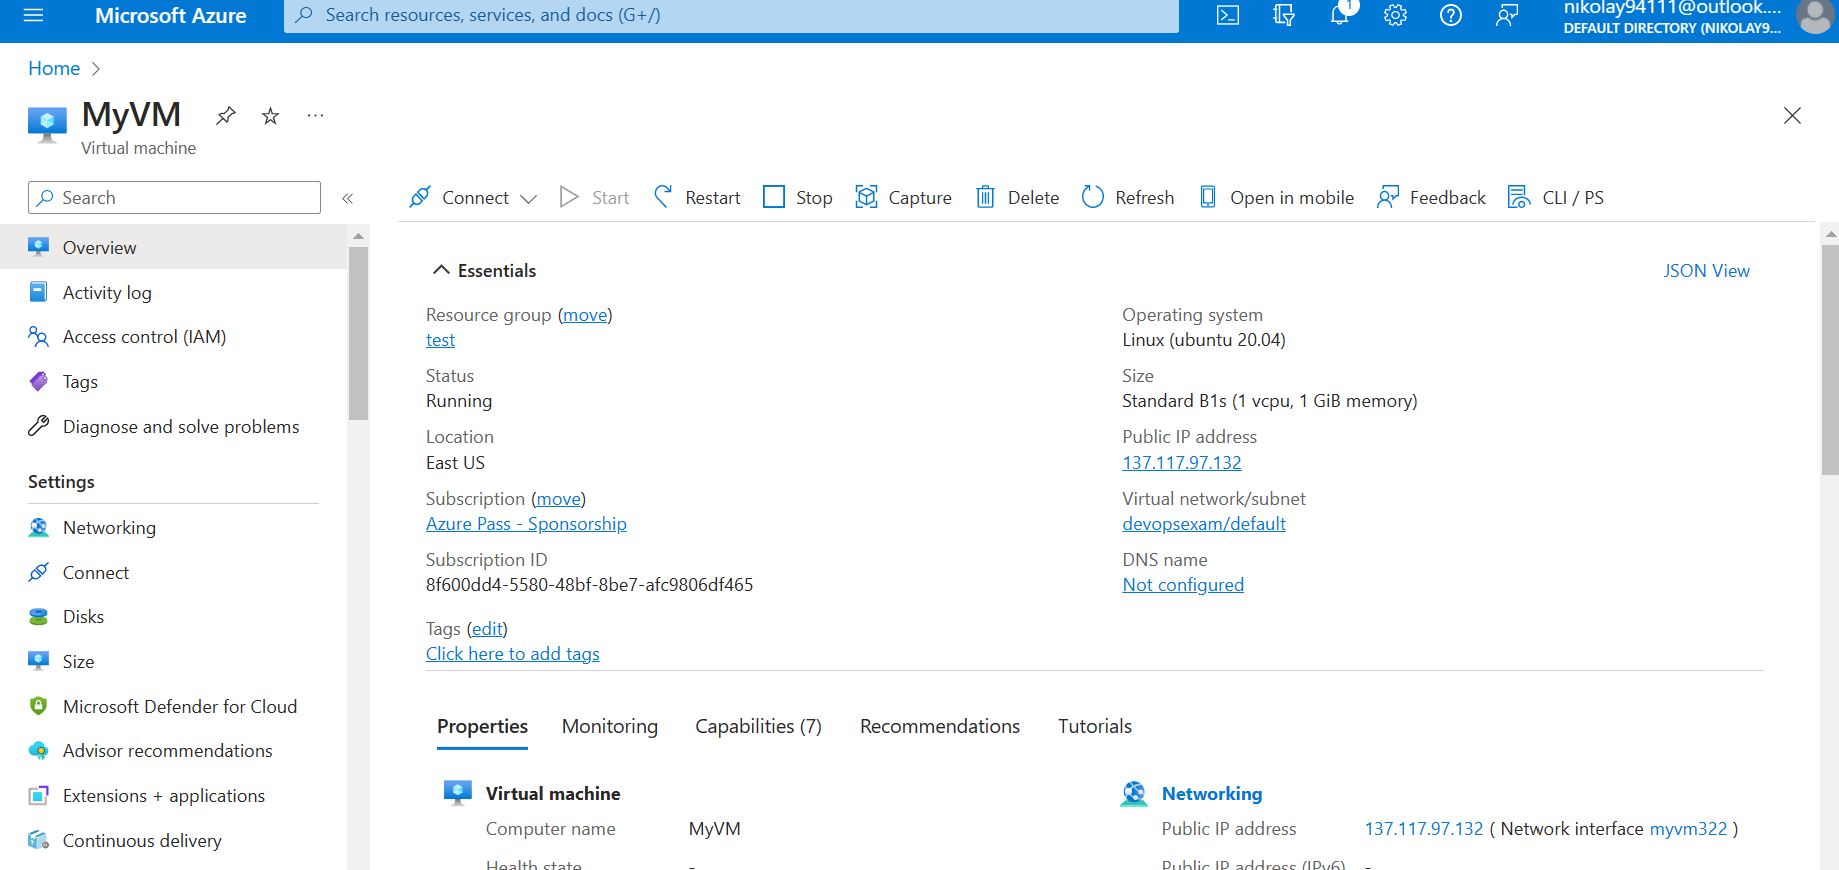 Microsoft Azure
Search resources, services, and docs (G+/)
1
nikolay94111@outlook....
DEFAULT DIRECTORY (NIKOLAY9...
Home
MyVM
Virtual machine
Search
Connect
Start
Restart
Stop
Capture
Delete
Refresh
Open in mobile
Feedback
CLI / PS
Overview
Activity log
Access control (IAM)
Tags
Diagnose and solve problems
Settings
Networking
Connect
Disks
Size
Microsoft Defender for Cloud
Advisor recommendations
Extensions + applications
Continuous delivery
Essentials
JSON View
Resource group (move)
test
Status
Running
Location
East US
Subscription (move)
Azure Pass - Sponsorship
Subscription ID
8f600dd4-5580-48bf-8be7-afc9806df465
Tags (edit)
Click here to add tags
Operating system
Linux (ubuntu 20.04)
Size
Standard B1s (1 vcpu, 1 GiB memory)
Public IP address
137.117.97.132
Virtual network/subnet
devopsexam/default
DNS name
Not configured
Properties
Monitoring
Capabilities (7)
Recommendations
Tutorials
Virtual machine
Computer name MyVM
Health state -
Networking
Public IP address 137.117.97.132 ( Network interface myvm322 )
Public IP address (IPv6) -